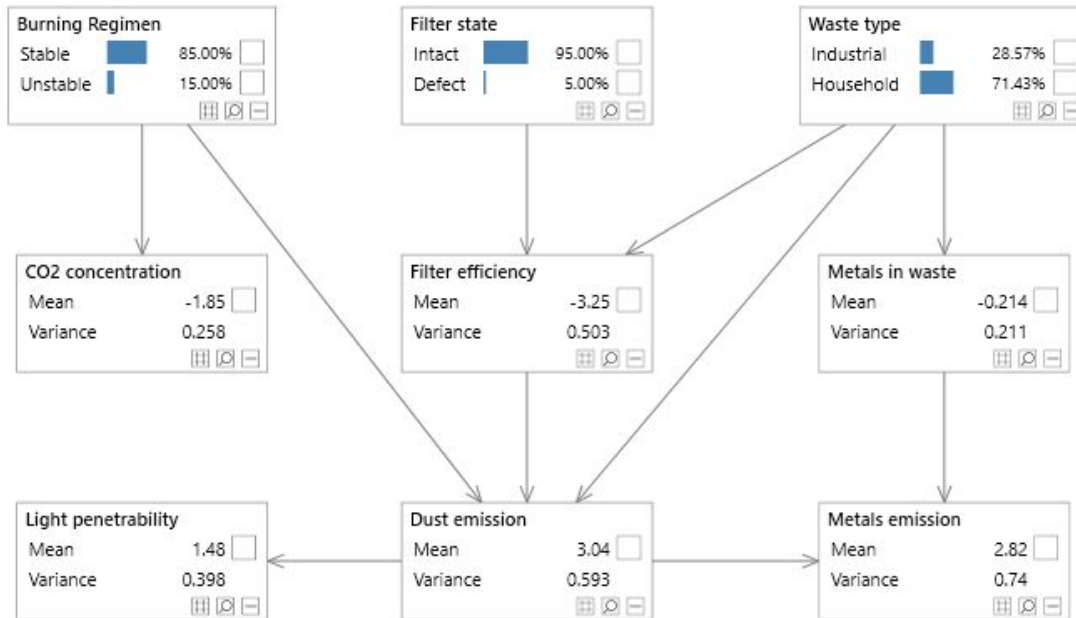 Burning Regimen
Stable 85.00%
Unstable 15.00%
Filter state
Intact 95.00%
Defect 5.00%
Waste type
Industrial 28.57%
Household 71.43%
CO2 concentration
Mean -1.85
Variance 0.258
Filter efficiency
Mean -3.25
Variance 0.503
Metals in waste
Mean -0.214
Variance 0.211
Light penetrability
Mean 1.48
Variance 0.398
Dust emission
Mean 3.04
Variance 0.593
Metals emission
Mean 2.82
Variance 0.74